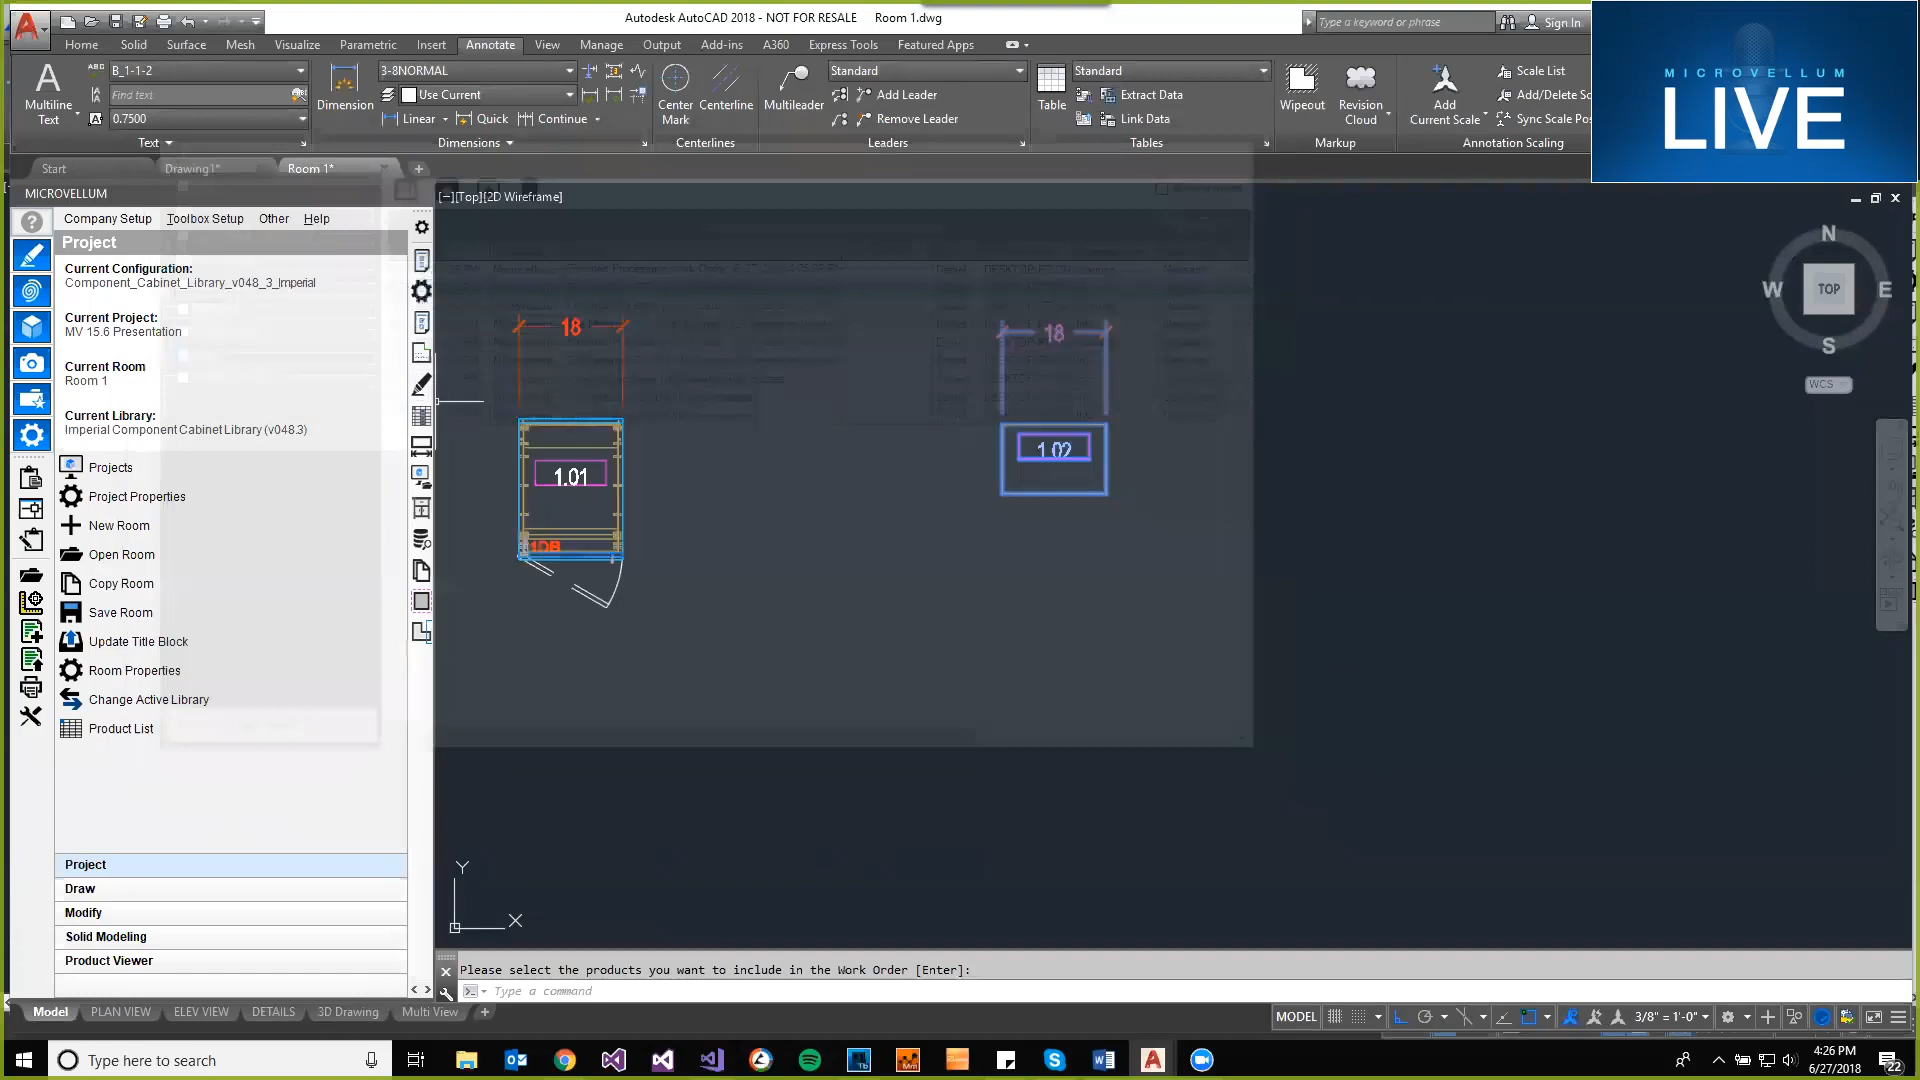 Autodesk AutoCAD 2018 - NOT FOR RESALE Room 1.dwg
Type a keyword or phrase
Sign In
Home Solid Surface Mesh Visualize Parametric Insert Annotate View Manage Output Add-ins A360 Express Tools Featured Apps
MICROVELLUM
LIVE
Multiline
Text
B_1-1-2
Find text
0.7500
Text
Dimension
3-8NORMAL
Use Current
Linear Quick Continue
Dimensions
Center
Mark
Centerline
Centerlines
Multileader
Standard
Add Leader
Remove Leader
Leaders
Table
Standard
Extract Data
Link Data
Tables
Wipeout
Revision
Cloud
Markup
Add
Current Scale
Scale List
Add/Delete Sc
Sync Scale Pos
Annotation Scaling
Start Drawing1* Room 1*
MICROVELLUM
[−][Top][2D Wireframe]
Company Setup Toolbox Setup Other Help
Project
Current Configuration:
Component_Cabinet_Library_v048_3_Imperial
Current Project:
MV 15.6 Presentation
Current Room
Room 1
Current Library:
Imperial Component Cabinet Library (v048.3)
Projects
Project Properties
New Room
Open Room
Copy Room
Save Room
Update Title Block
Room Properties
Change Active Library
Product List
Project
Draw
Modify
Solid Modeling
Product Viewer
18
1.01
1DB
18
1.02
N
W TOP E
S
WCS
Y
X
Please select the products you want to include in the Work Order [Enter]:
Type a command
Model PLAN VIEW ELEV VIEW DETAILS 3D Drawing Multi View
MODEL
3/8" = 1'-0"
Type here to search
4:26 PM
6/27/2018
22